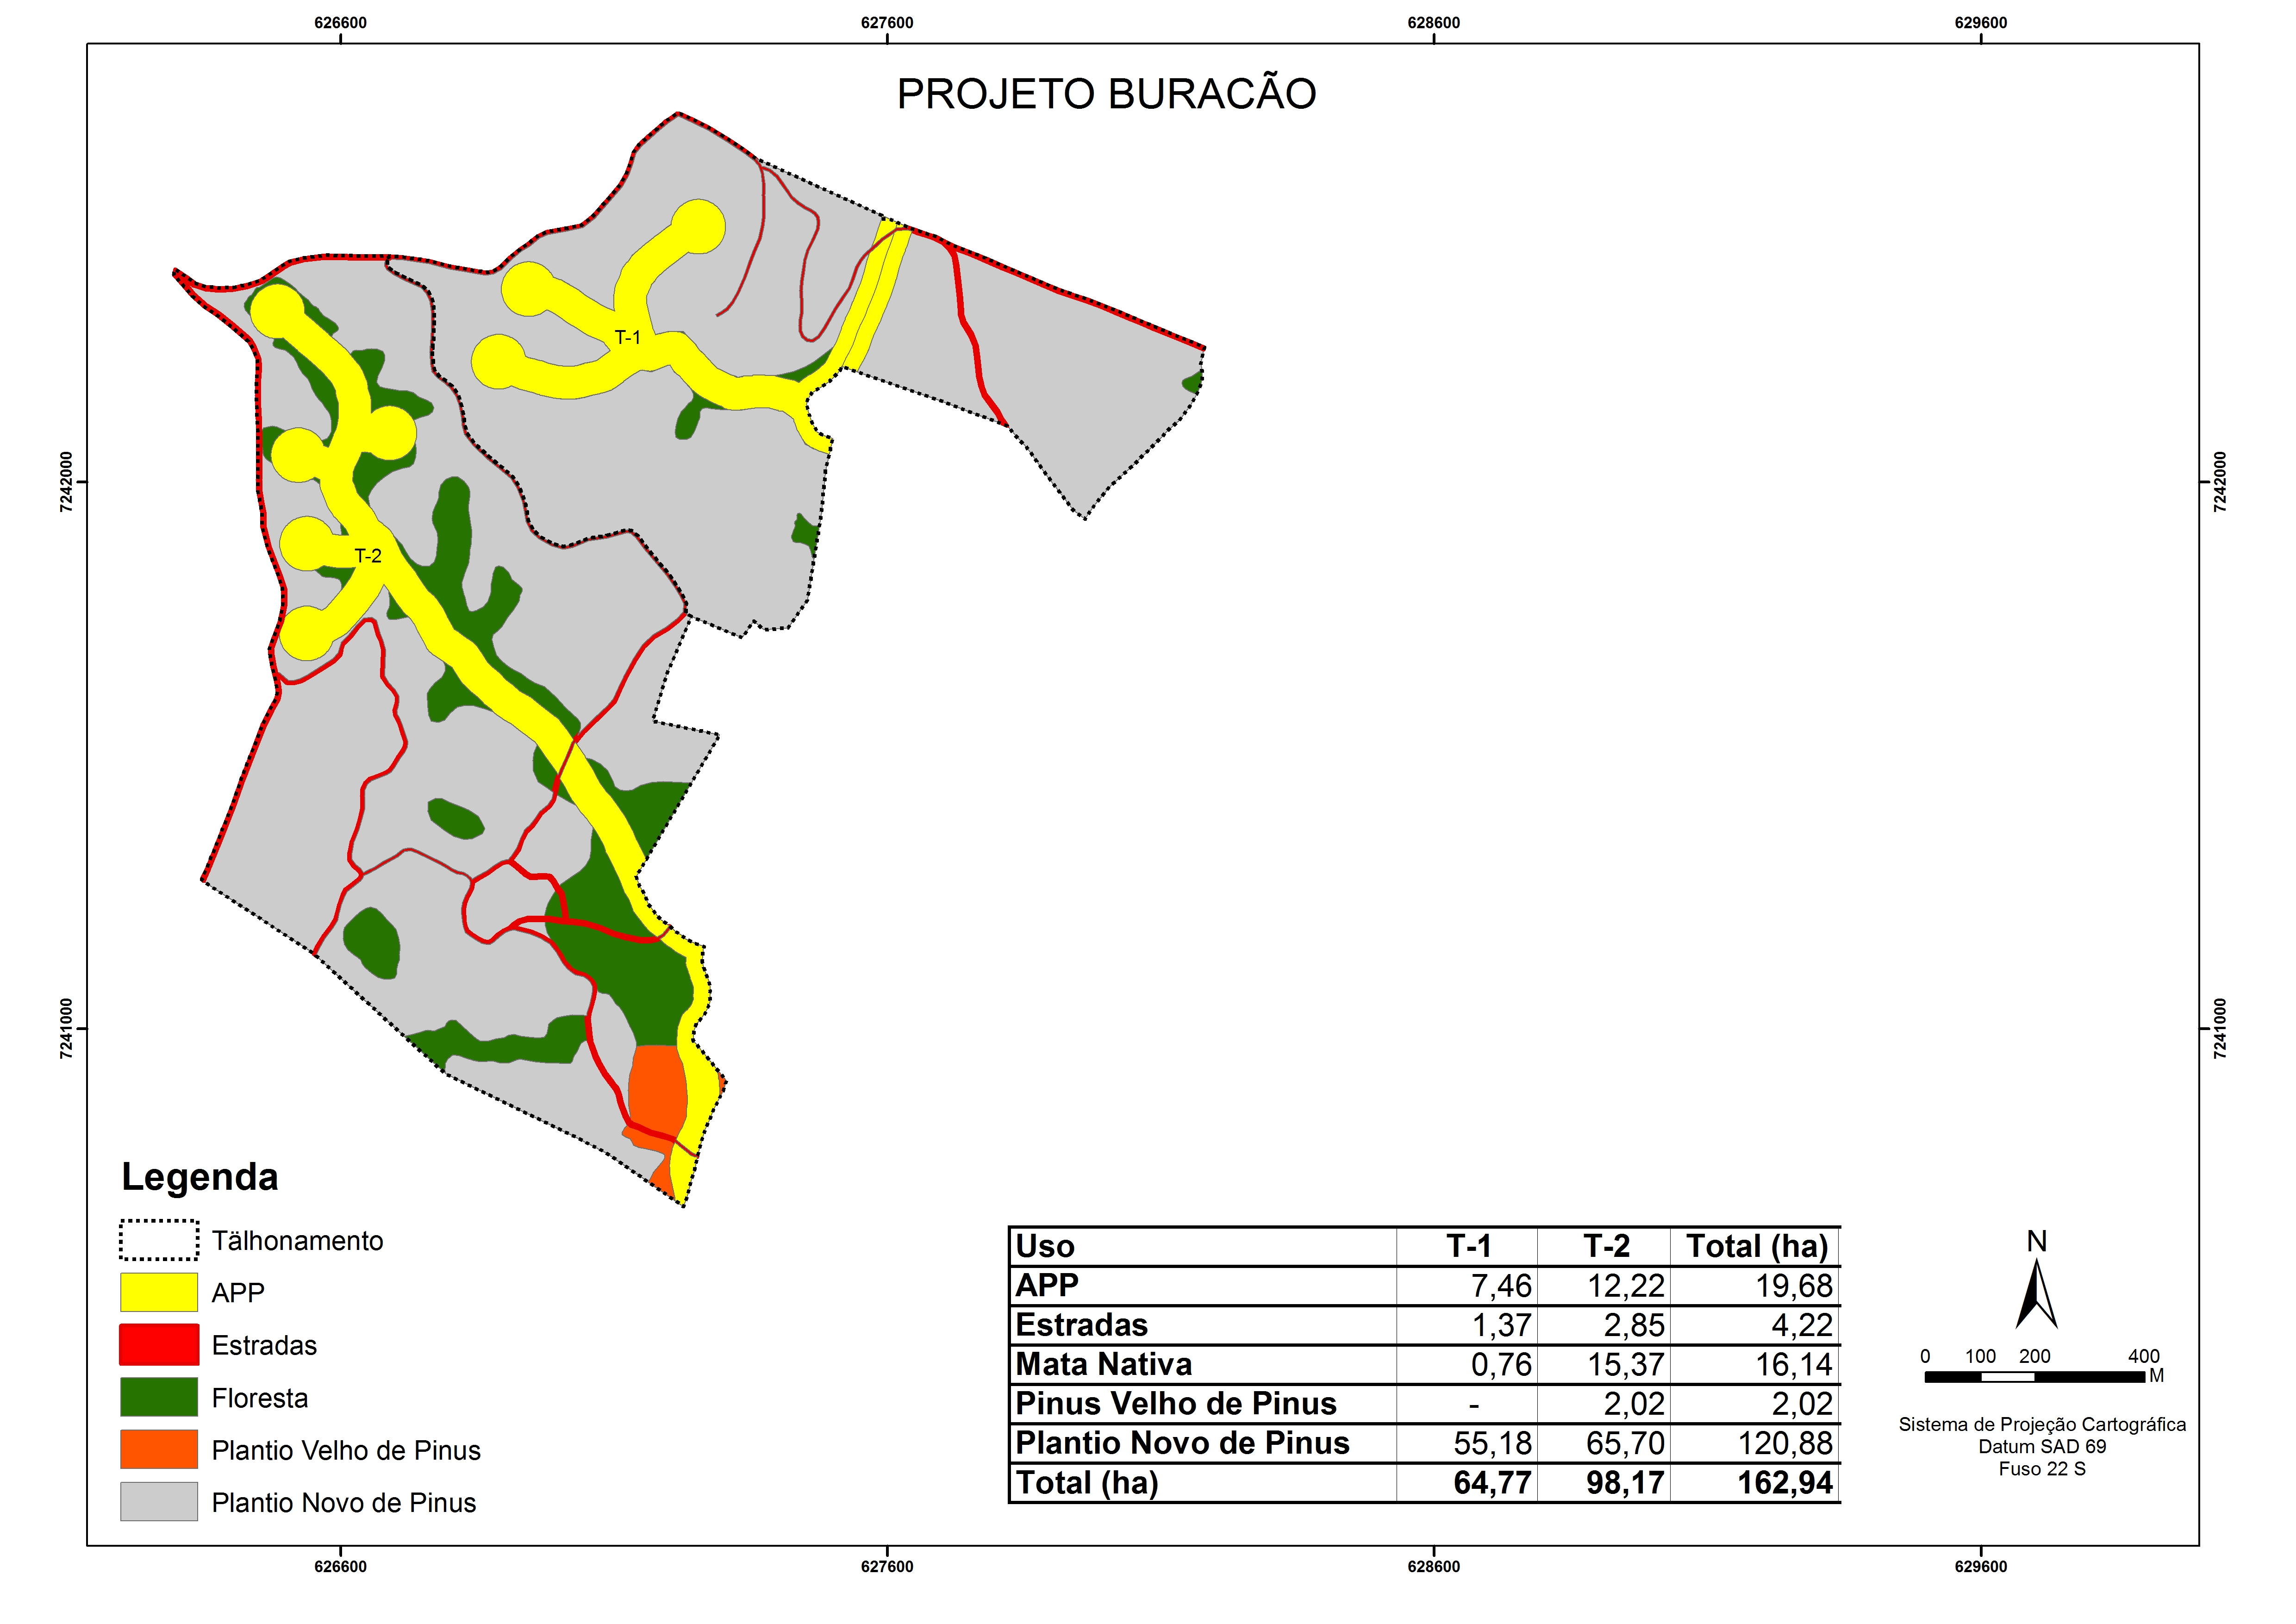 626600 627600 628600 629600
PROJETO BURACÃO
T-1
7242000 7242000
T-2
7241000 7241000
Legenda
Tälhonamento
APP
Estradas
Floresta
Plantio Velho de Pinus
Plantio Novo de Pinus
Uso T-1 T-2 Total (ha)
APP 7,46 12,22 19,68
Estradas 1,37 2,85 4,22
Mata Nativa 0,76 15,37 16,14
Pinus Velho de Pinus - 2,02 2,02
Plantio Novo de Pinus 55,18 65,70 120,88
Total (ha) 64,77 98,17 162,94
N
0 100 200 400
M
Sistema de Projeção Cartográfica
Datum SAD 69
Fuso 22 S
626600 627600 628600 629600